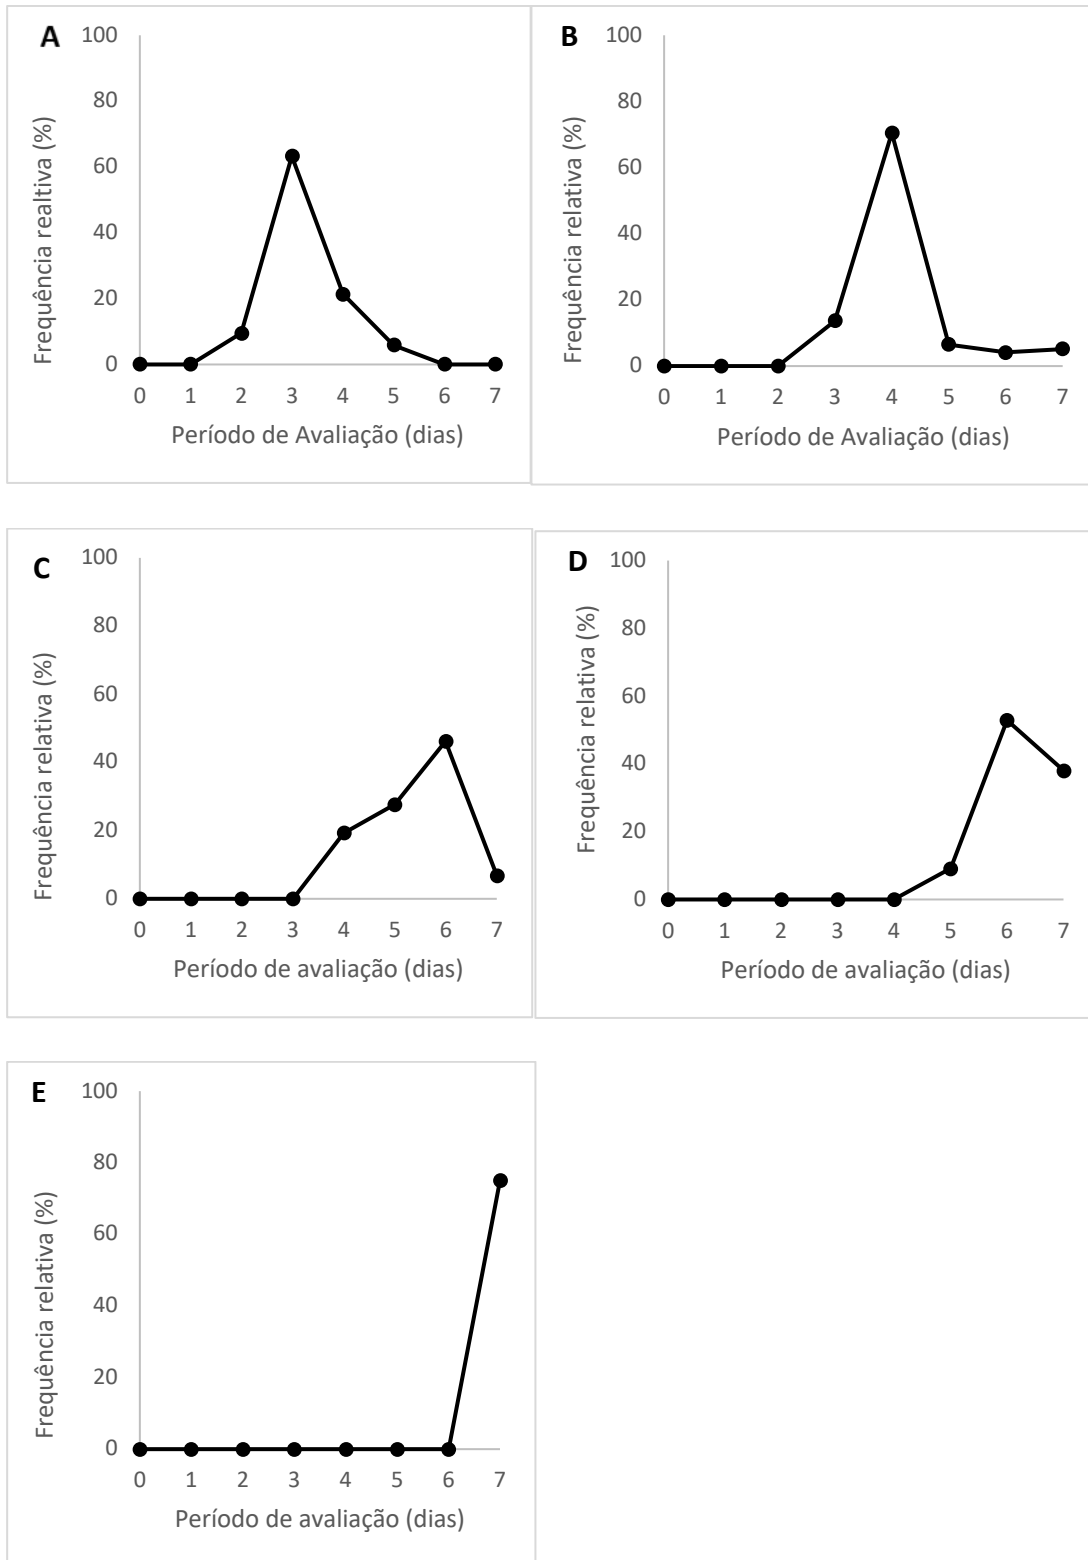 A
100
80
60
40
20
0
Frequência realtiva (%)
0 1 2 3 4 5 6 7
Período de Avaliação (dias)
B
100
80
60
40
20
0
Frequência relativa (%)
0 1 2 3 4 5 6 7
Período de Avaliação (dias)
C
100
80
60
40
20
0
Frequência relativa (%)
0 1 2 3 4 5 6 7
Período de avaliação (dias)
D
100
80
60
40
20
0
Frequência relativa (%)
0 1 2 3 4 5 6 7
Período de avaliação (dias)
E
100
80
60
40
20
0
Frequência relativa (%)
0 1 2 3 4 5 6 7
Período de avaliação (dias)